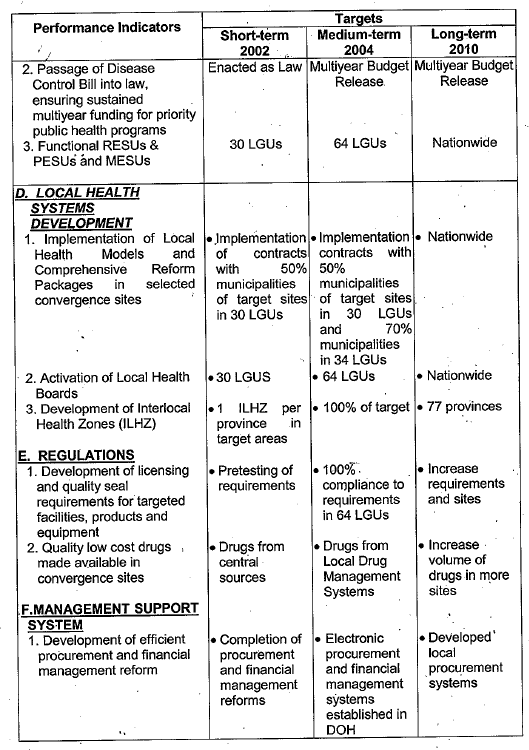 Performance Indicators
Targets
Short-term
2002
Medium-term
2004
Long-term
2010
2. Passage of Disease
Control Bill into law,
ensuring sustained
multiyear funding for priority
public health programs
Enacted as Law
Multiyear Budget
Release
Multiyear Budget
Release
3. Functional RESUs &
PESUs and MESUs
30 LGUs
64 LGUs
Nationwide
D. LOCAL HEALTH
SYSTEMS
DEVELOPMENT
1. Implementation of Local
Health Models and
Comprehensive Reform
Packages in selected
convergence sites
• Implementation
of contracts
with 50%
municipalities
of target sites
in 30 LGUs
• Implementation
contracts with
50%
municipalities
of target sites
in 30 LGUs
and 70%
municipalities
in 34 LGUs
• Nationwide
2. Activation of Local Health
Boards
• 30 LGUS
• 64 LGUs
• Nationwide
3. Development of Interlocal
Health Zones (ILHZ)
• 1 ILHZ per
province in
target areas
• 100% of target
• 77 provinces
E. REGULATIONS
1. Development of licensing
and quality seal
requirements for targeted
facilities, products and
equipment
• Pretesting of
requirements
• 100%
compliance to
requirements
in 64 LGUs
• Increase
requirements
and sites
2. Quality low cost drugs
made available in
convergence sites
• Drugs from
central
sources
• Drugs from
Local Drug
Management
Systems
• Increase
volume of
drugs in more
sites
F.MANAGEMENT SUPPORT
SYSTEM
1. Development of efficient
procurement and financial
management reform
• Completion of
procurement
and financial
management
reforms
• Electronic
procurement
and financial
management
systems
established in
DOH
• Developed
local
procurement
systems